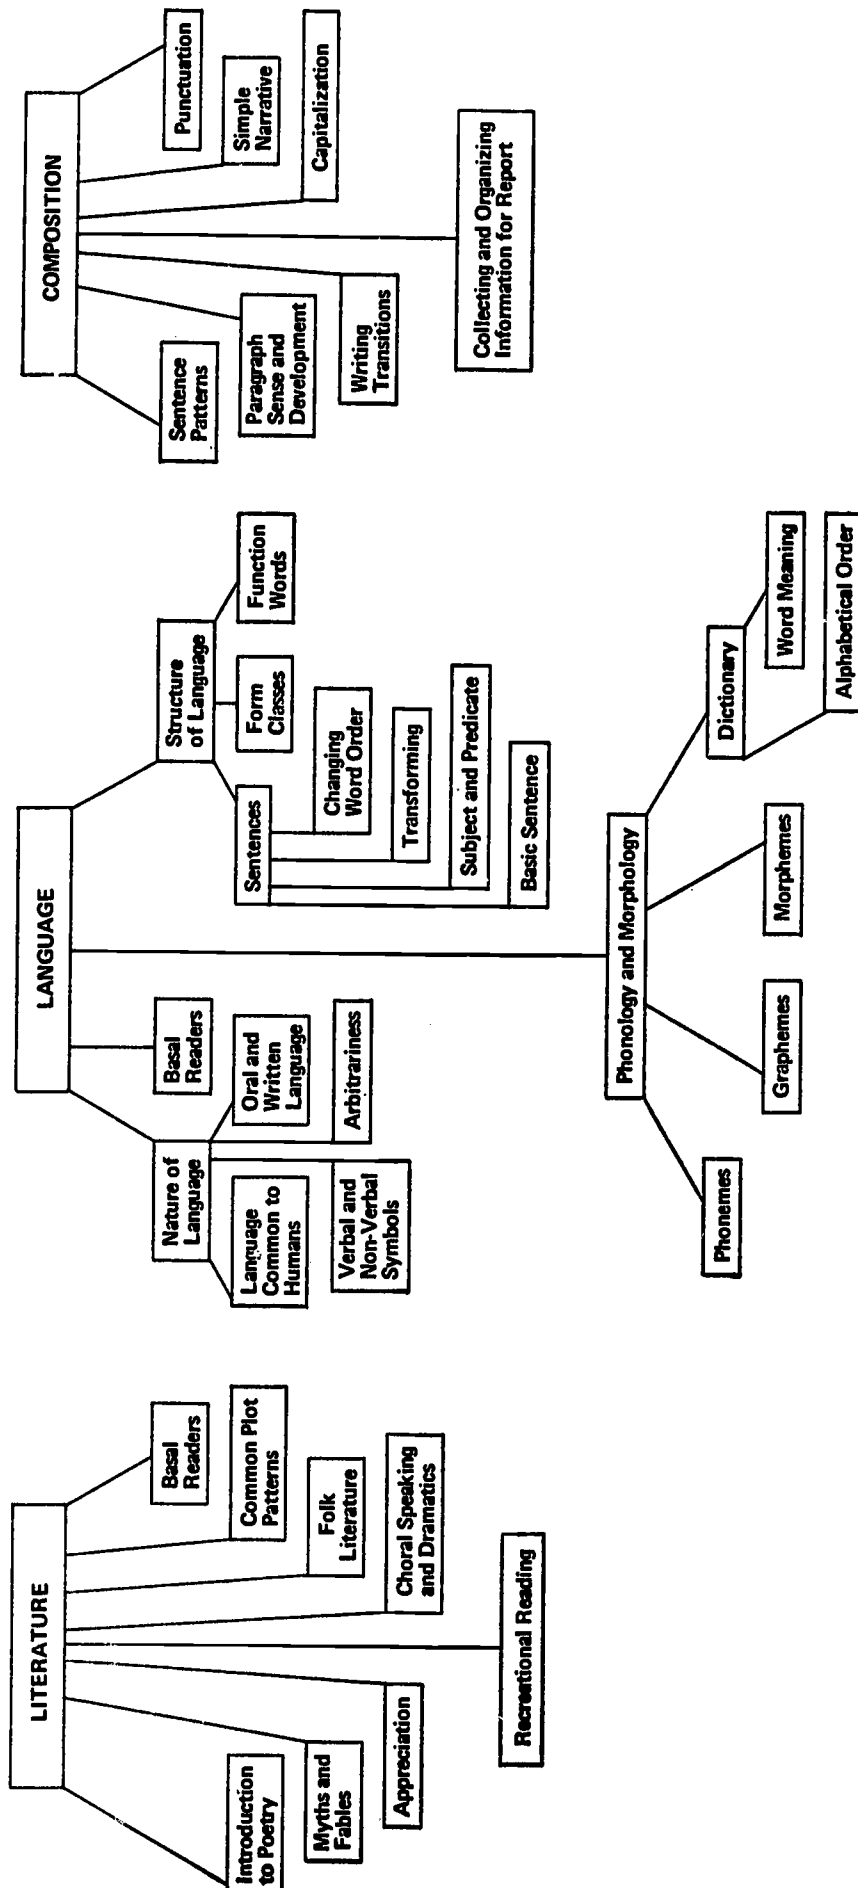 LITERATURE
Introduction
to Poetry
Myths and
Fables
Appreciation
Recreational Reading
Choral Speaking
and Dramatics
Folk
Literature
Common Plot
Patterns
Basal
Readers
LANGUAGE
Nature of
Language
Language
Common to
Humans
Verbal and
Non-Verbal
Symbols
Arbitrariness
Oral and
Written
Language
Basal
Readers
Structure
of Language
Sentences
Changing
Word Order
Transforming
Subject and Predicate
Basic Sentence
Form
Classes
Function
Words
Phonology and Morphology
Phonemes
Graphemes
Morphemes
Dictionary
Word Meaning
Alphabetical Order
COMPOSITION
Sentence
Patterns
Paragraph
Sense and
Development
Writing
Transitions
Collecting and Organizing
Information for Report
Capitalization
Simple
Narrative
Punctuation